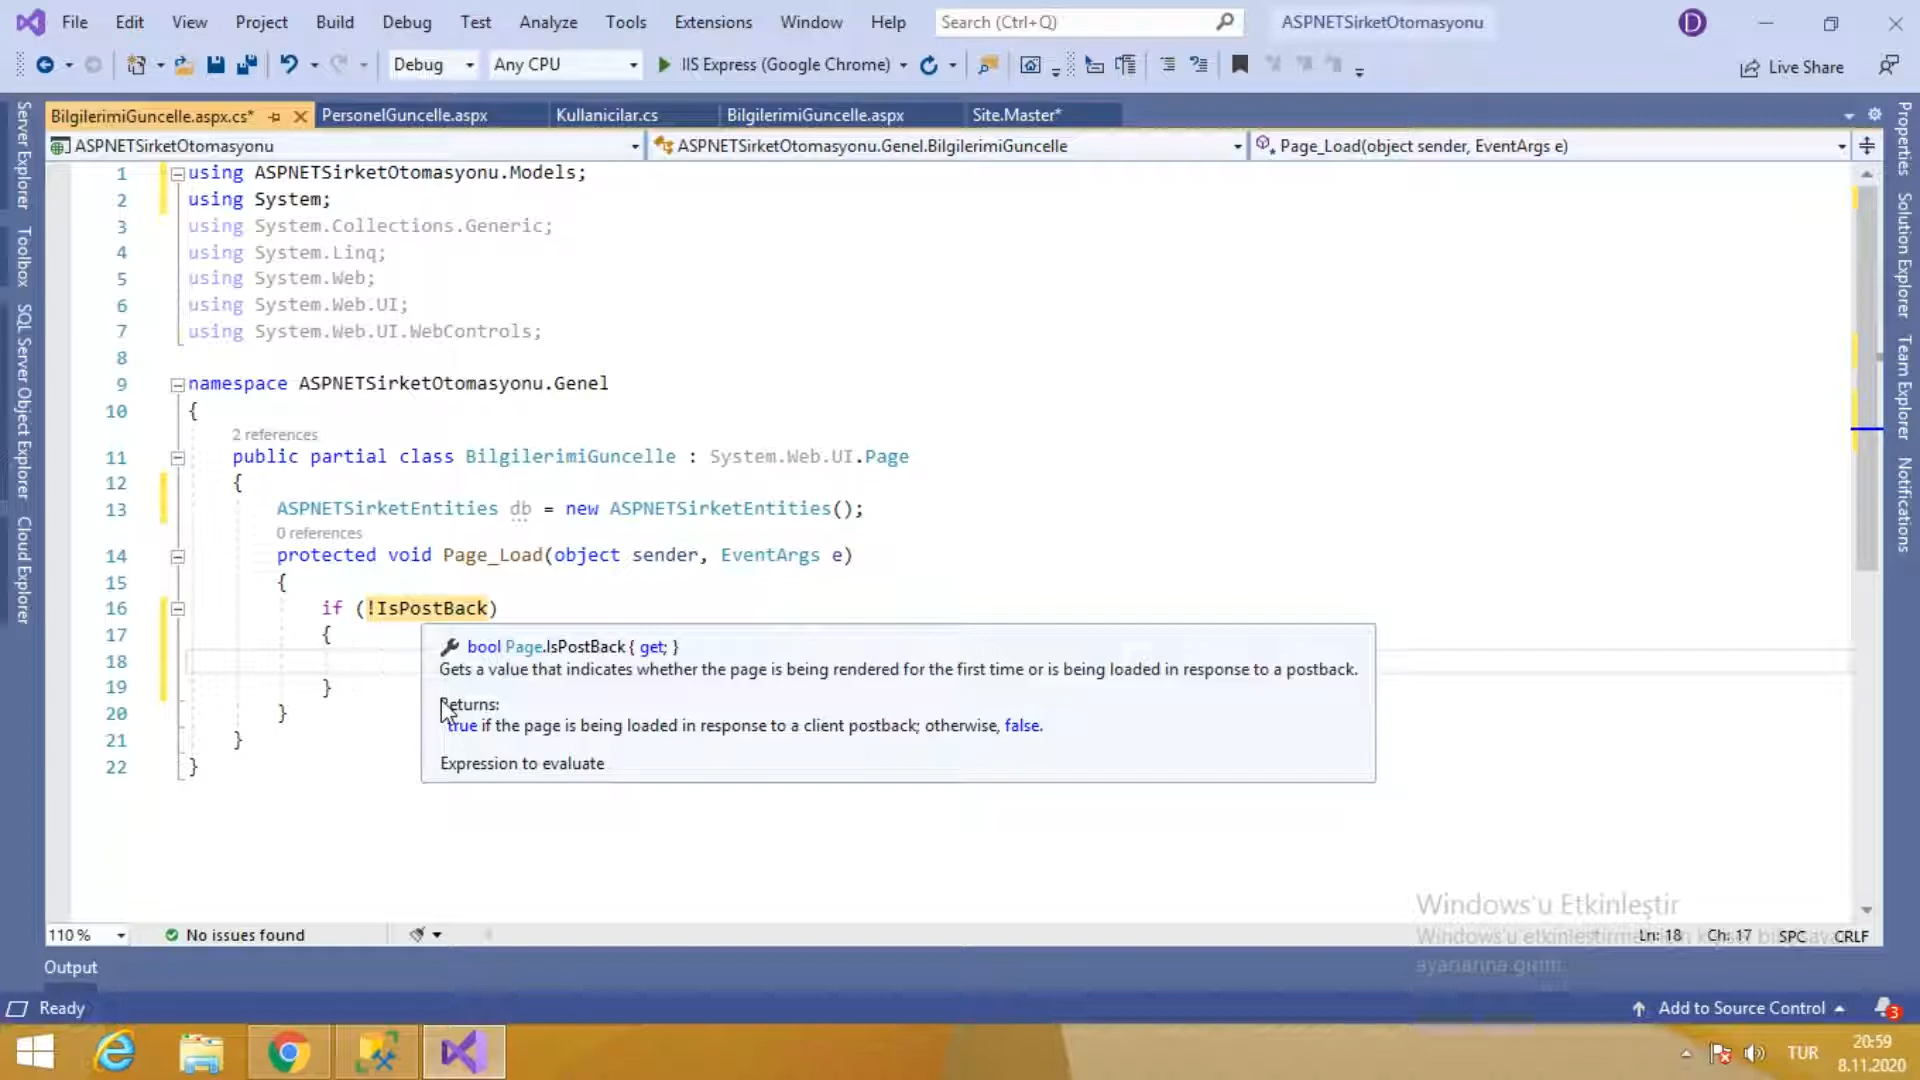 File Edit View Project Build Debug Test Analyze Tools Extensions Window Help Search (Ctrl+Q) ASPNETSirketOtomasyonu D
Debug Any CPU IIS Express (Google Chrome) Live Share
BilgilerimiGuncelle.aspx.cs* PersonelGuncelle.aspx Kullanicilar.cs BilgilerimiGuncelle.aspx Site.Master*
ASPNETSirketOtomasyonu ASPNETSirketOtomasyonu.Genel.BilgilerimiGuncelle Page_Load(object sender, EventArgs e)
Server Explorer
Toolbox
SQL Server Object Explorer
Cloud Explorer
1 using ASPNETSirketOtomasyonu.Models;
2 using System;
3 using System.Collections.Generic;
4 using System.Linq;
5 using System.Web;
6 using System.Web.UI;
7 using System.Web.UI.WebControls;
8
9 namespace ASPNETSirketOtomasyonu.Genel
10 {
2 references
11 public partial class BilgilerimiGuncelle : System.Web.UI.Page
12 {
13 ASPNETSirketEntities db = new ASPNETSirketEntities();
0 references
14 protected void Page_Load(object sender, EventArgs e)
15 {
16 if (!IsPostBack)
17 {
18
19 }
20 }
21 }
22 }
bool Page.IsPostBack { get; }
Gets a value that indicates whether the page is being rendered for the first time or is being loaded in response to a postback.
Returns:
true if the page is being loaded in response to a client postback; otherwise, false.
Expression to evaluate
Properties
Solution Explorer
Team Explorer
Notifications
Windows'u Etkinleştir
Windows'u etkinleştirmek
110 % No issues found Ln: 18 Ch: 17 SPC CRLF
Output
Ready Add to Source Control 3
TUR 20:59
8.11.2020